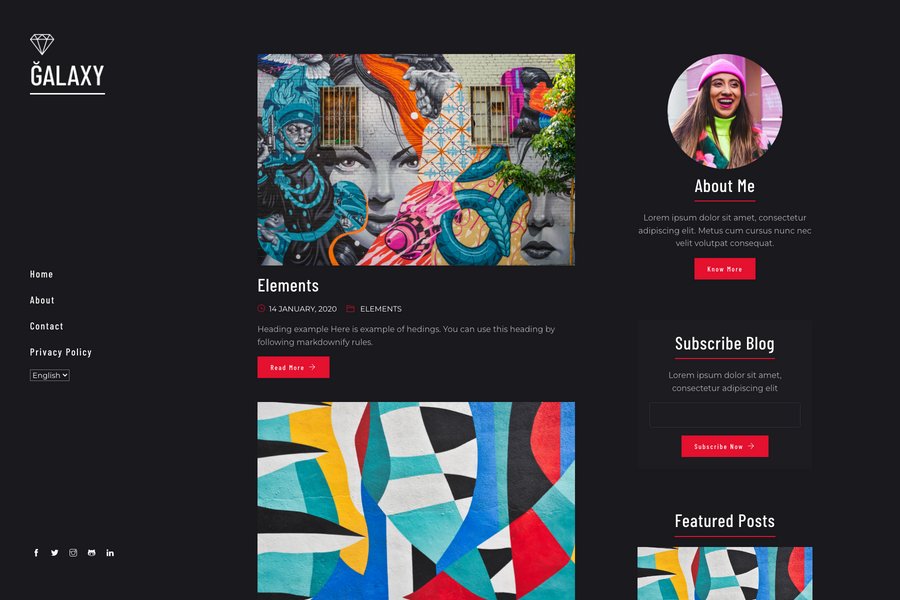 ĞALAXY
Home
About
Contact
Privacy Policy
English
Elements
14 JANUARY, 2020 ELEMENTS
Heading example Here is example of hedings. You can use this heading by
following markdownify rules.
Read More
About Me
Lorem ipsum dolor sit amet, consectetur
adipiscing elit. Metus cum cursus nunc nec
velit volutpat consequat.
Know More
Subscribe Blog
Lorem ipsum dolor sit amet,
consectetur adipiscing elit
Subscribe Now
Featured Posts